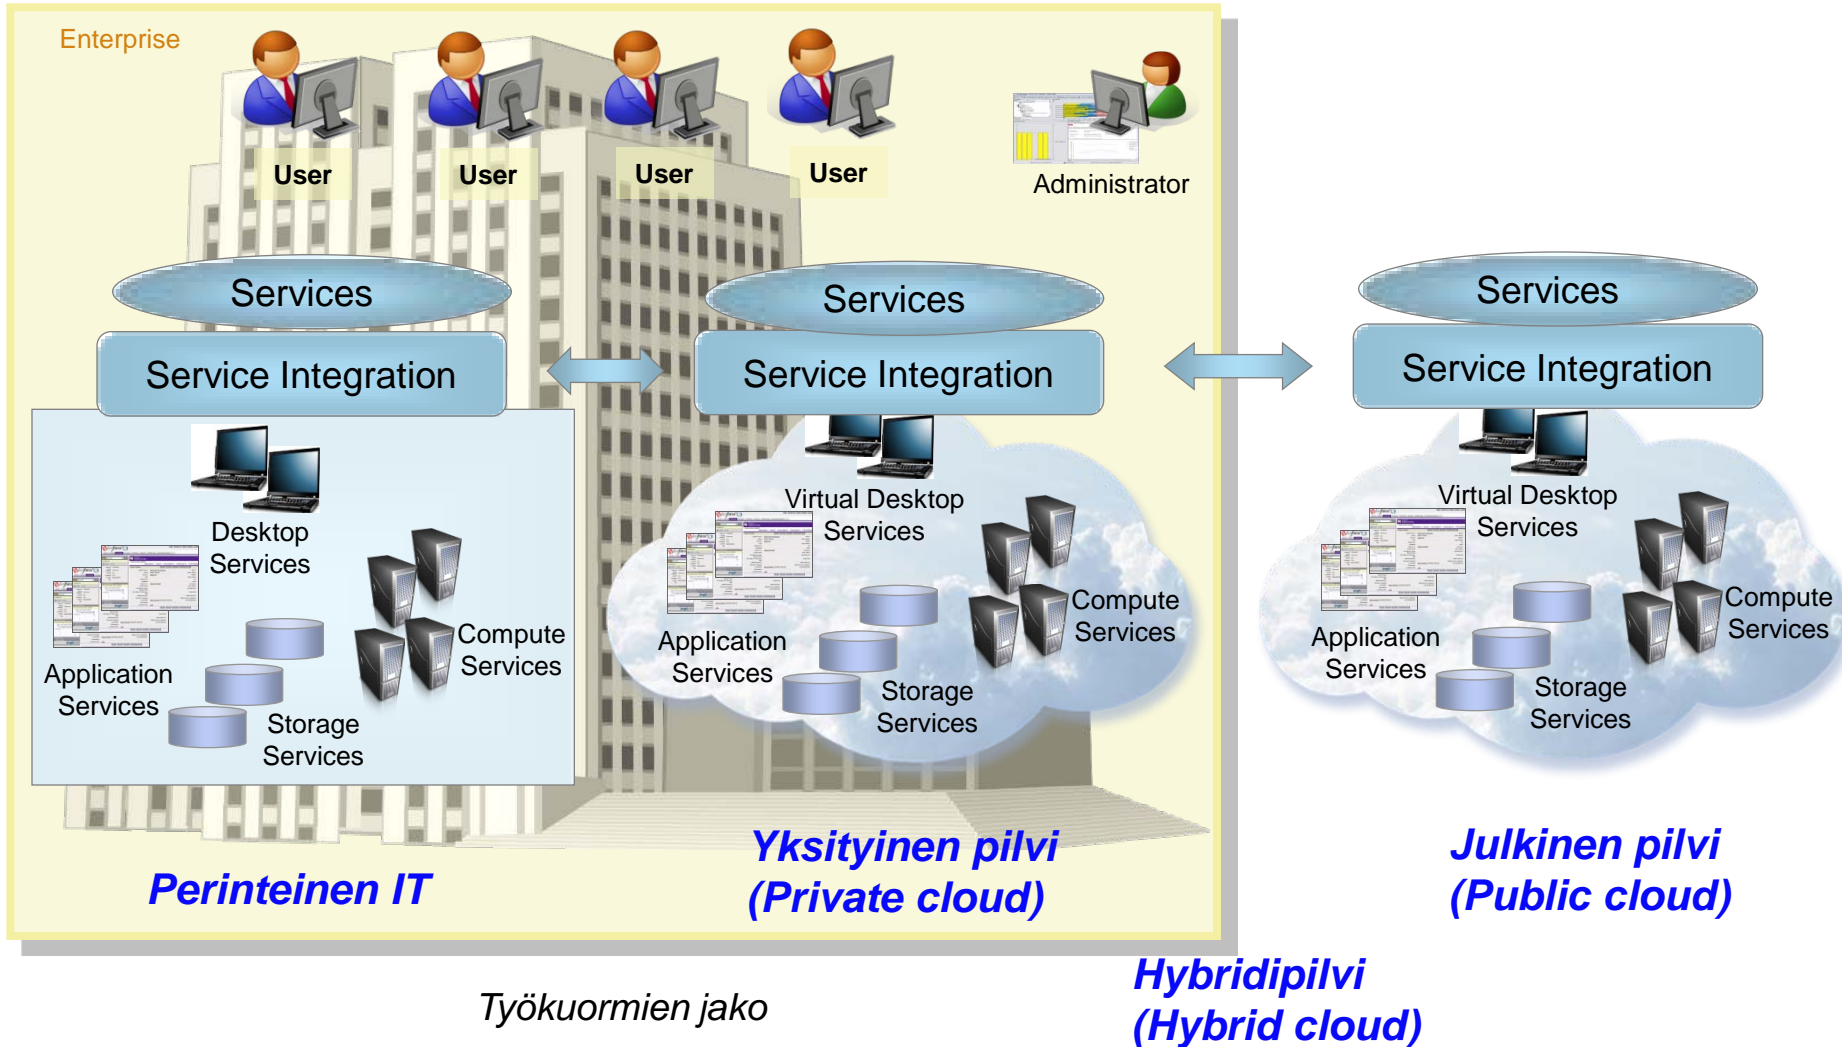 Enterprise
User
User
User
User
Administrator
Services
Services
Services
Service Integration
Service Integration
Service Integration
Desktop
Services
Application
Services
Compute
Services
Storage
Services
Virtual Desktop
Services
Application
Services
Compute
Services
Storage
Services
Virtual Desktop
Services
Application
Services
Compute
Services
Storage
Services
Perinteinen IT
Yksityinen pilvi
(Private cloud)
Julkinen pilvi
(Public cloud)
Hybridipilvi
(Hybrid cloud)
Työkuormien jako